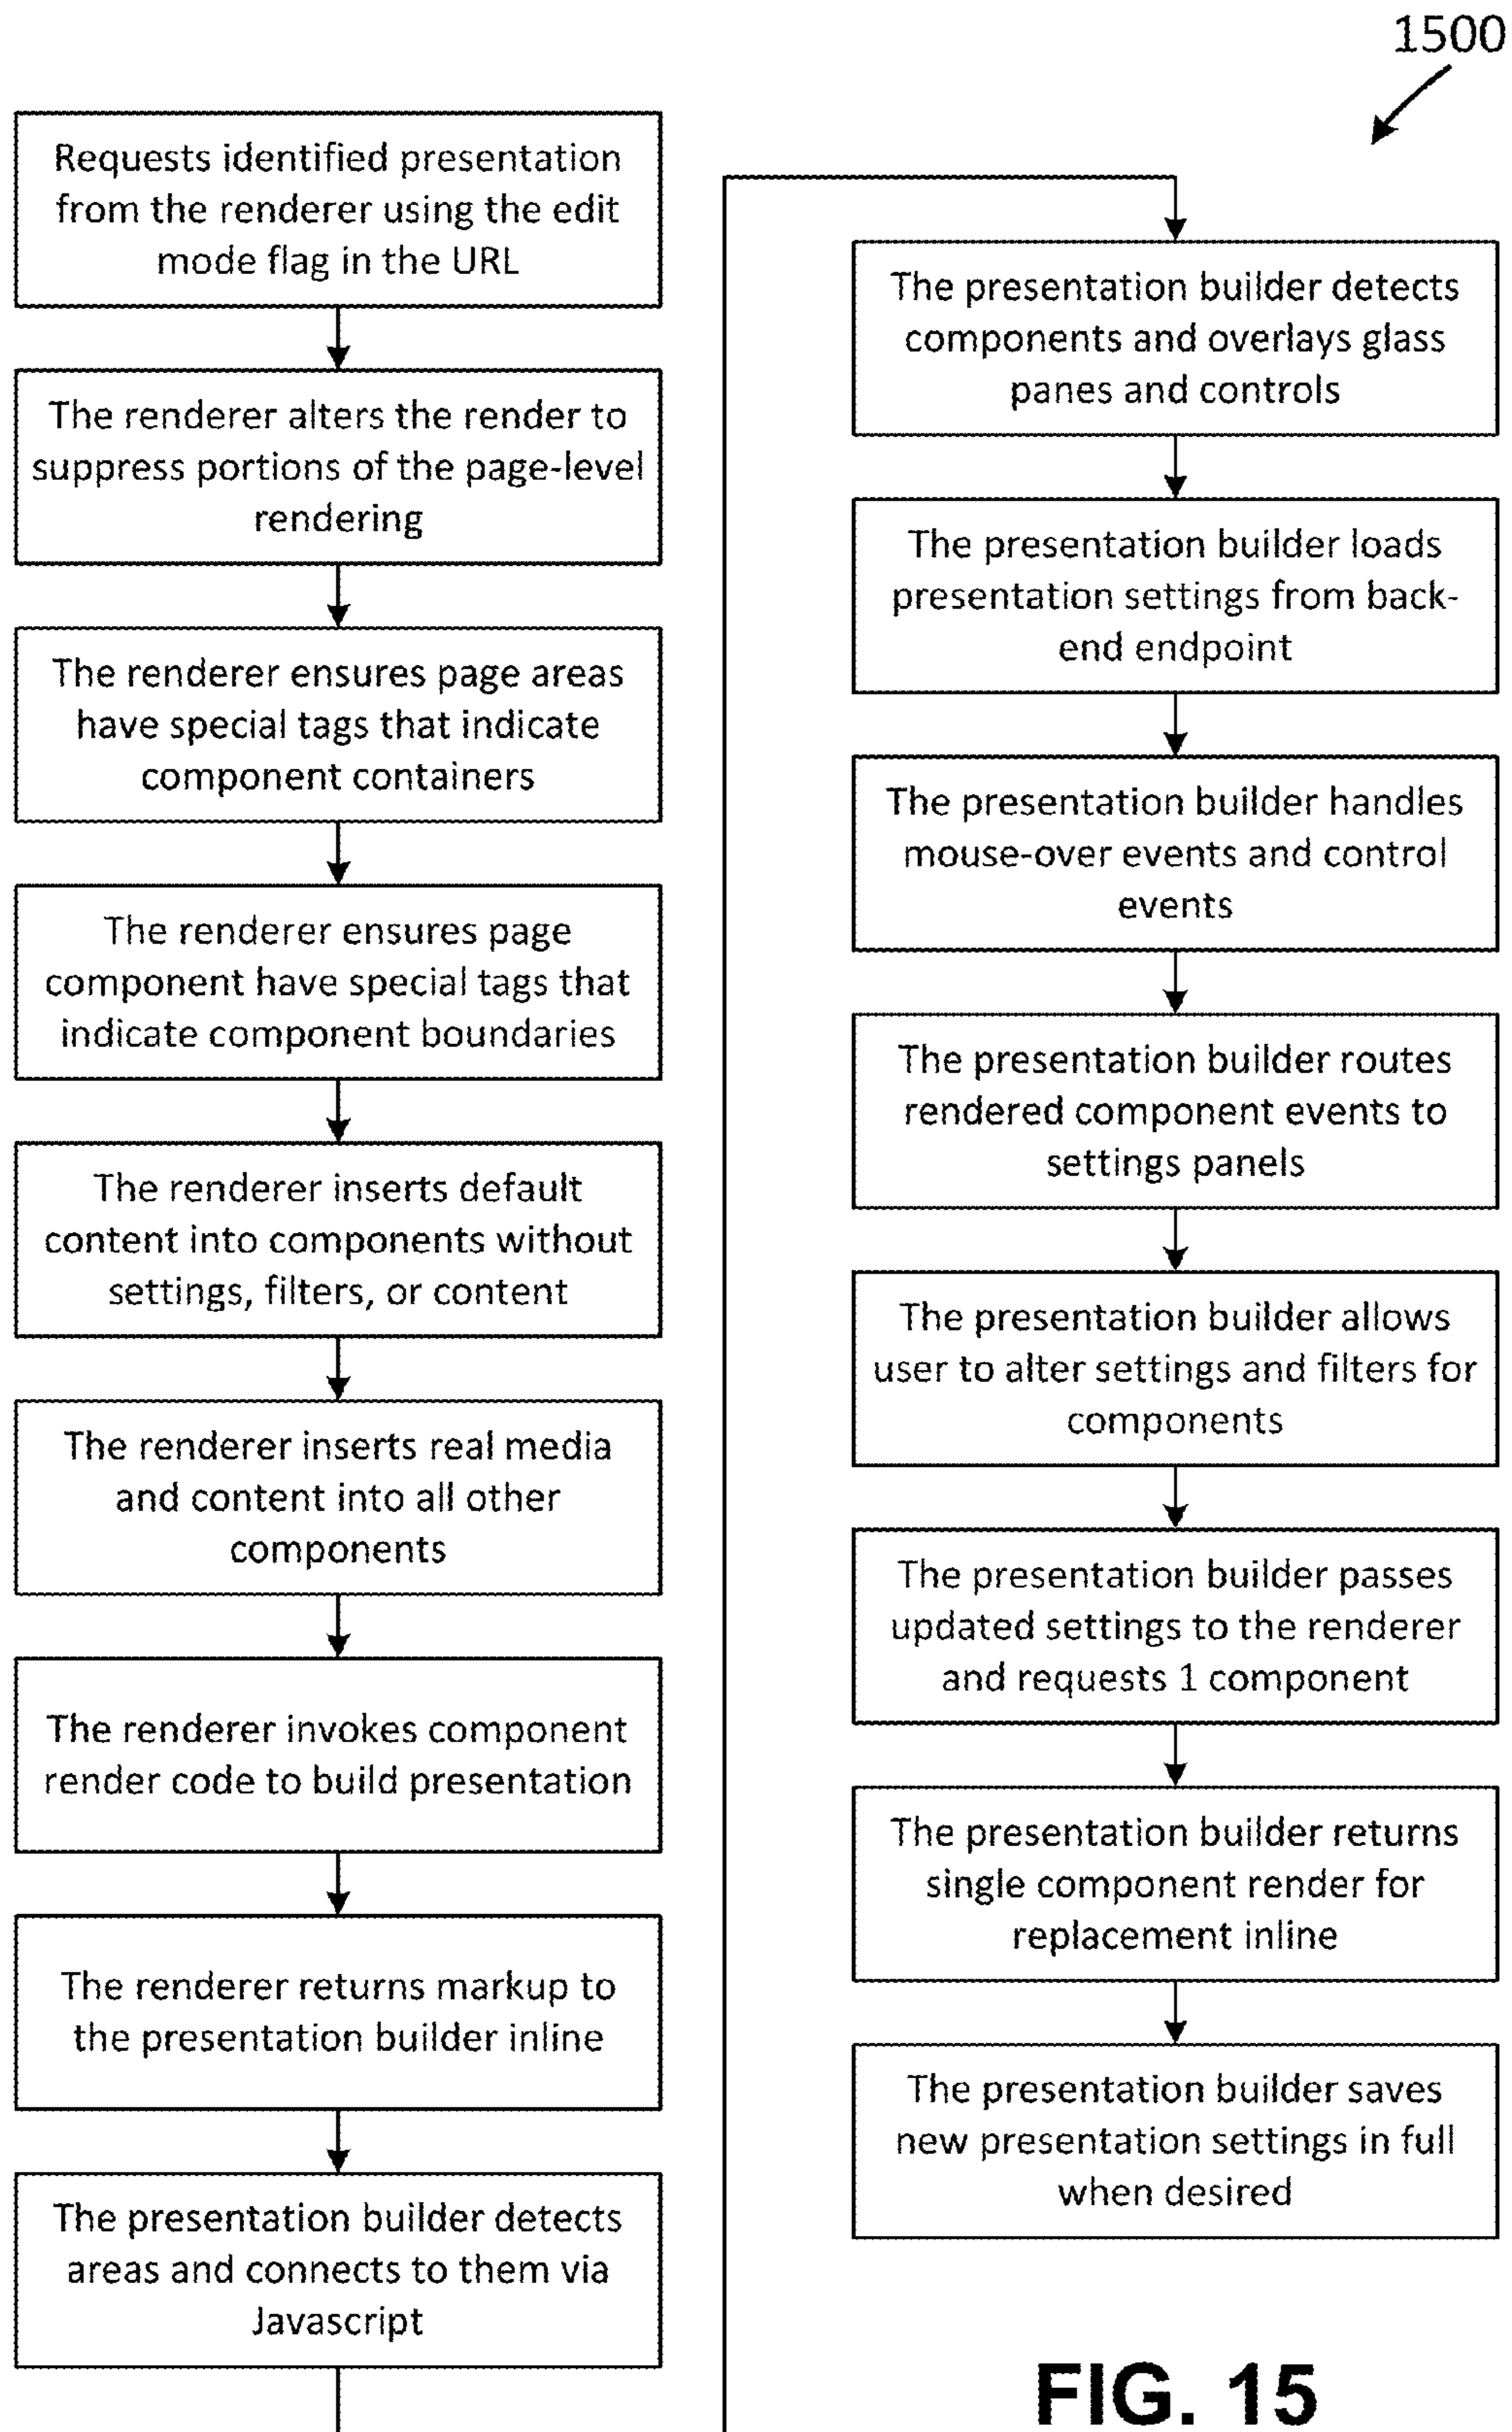 1500
Requests identified presentation
from the renderer using the edit
mode flag in the URL
The renderer alters the render to
suppress portions of the page-level
rendering
The renderer ensures page areas
have special tags that indicate
component containers
The renderer ensures page
component have special tags that
indicate component boundaries
The renderer inserts default
content into components without
settings, filters, or content
The renderer inserts real media
and content into all other
components
The renderer invokes component
render code to build presentation
The renderer returns markup to
the presentation builder inline
The presentation builder detects
areas and connects to them via
Javascript
The presentation builder detects
components and overlays glass
panes and controls
The presentation builder loads
presentation settings from back-
end endpoint
The presentation builder handles
mouse-over events and control
events
The presentation builder routes
rendered component events to
settings panels
The presentation builder allows
user to alter settings and filters for
components
The presentation builder passes
updated settings to the renderer
and requests 1 component
The presentation builder returns
single component render for
replacement inline
The presentation builder saves
new presentation settings in full
when desired
FIG. 15